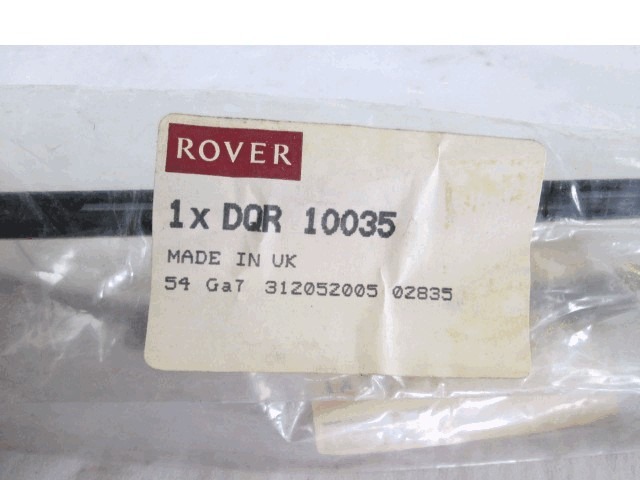 ROVER
1x DQR 10035
MADE IN UK
54 Ga7 312052005 02835